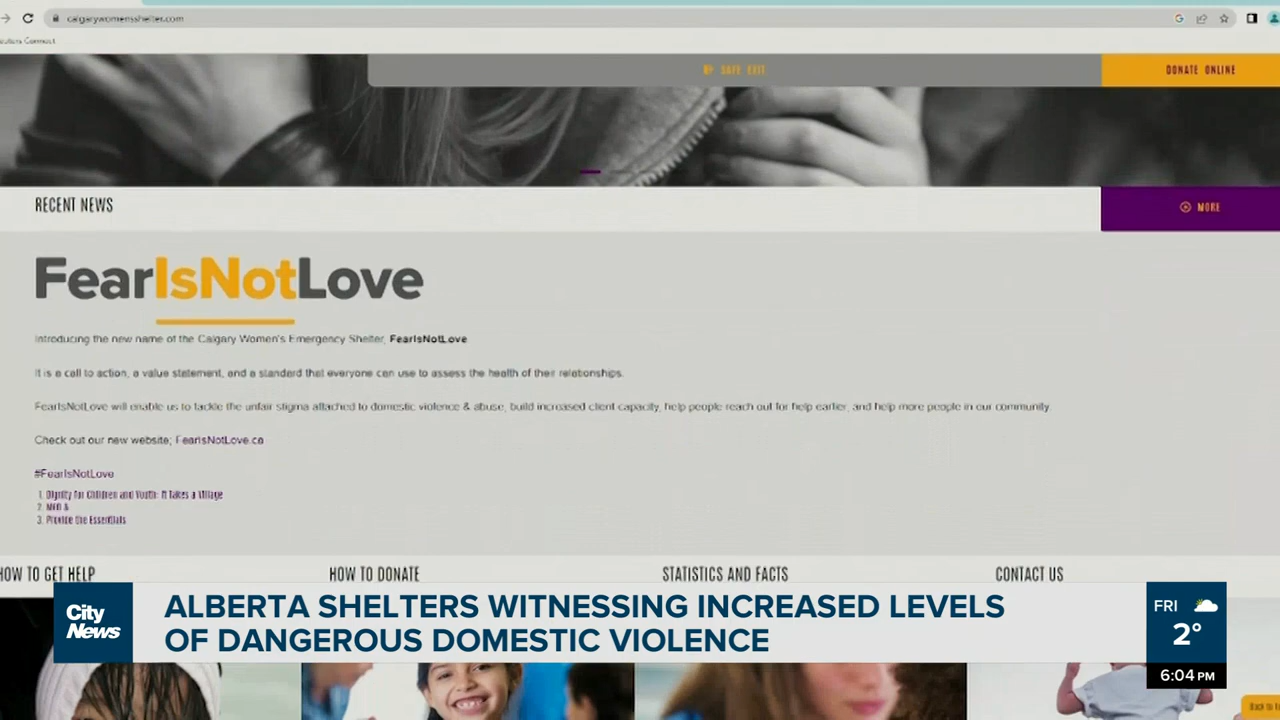 calgarywomensshelter.com
SAFE EXIT
DONATE ONLINE
RECENT NEWS
MORE
FearIsNotLove
Introducing the new name of the Calgary Women's Emergency Shelter, FearIsNotLove
It is a call to action, a value statement, and a standard that everyone can use to assess the health of their relationships.
FearIsNotLove will enable us to tackle the unfair stigma attached to domestic violence & abuse, build increased client capacity, help people reach out for help earlier, and help more people in our community.
Check out our new website; FearIsNotLove.ca
#FearIsNotLove
1. Dignity for Children and Youth: It Takes a Village
2. Men &
3. Provide the Essentials
HOW TO GET HELP
HOW TO DONATE
STATISTICS AND FACTS
CONTACT US
City News
ALBERTA SHELTERS WITNESSING INCREASED LEVELS
OF DANGEROUS DOMESTIC VIOLENCE
FRI
2°
6:04 PM
Back to